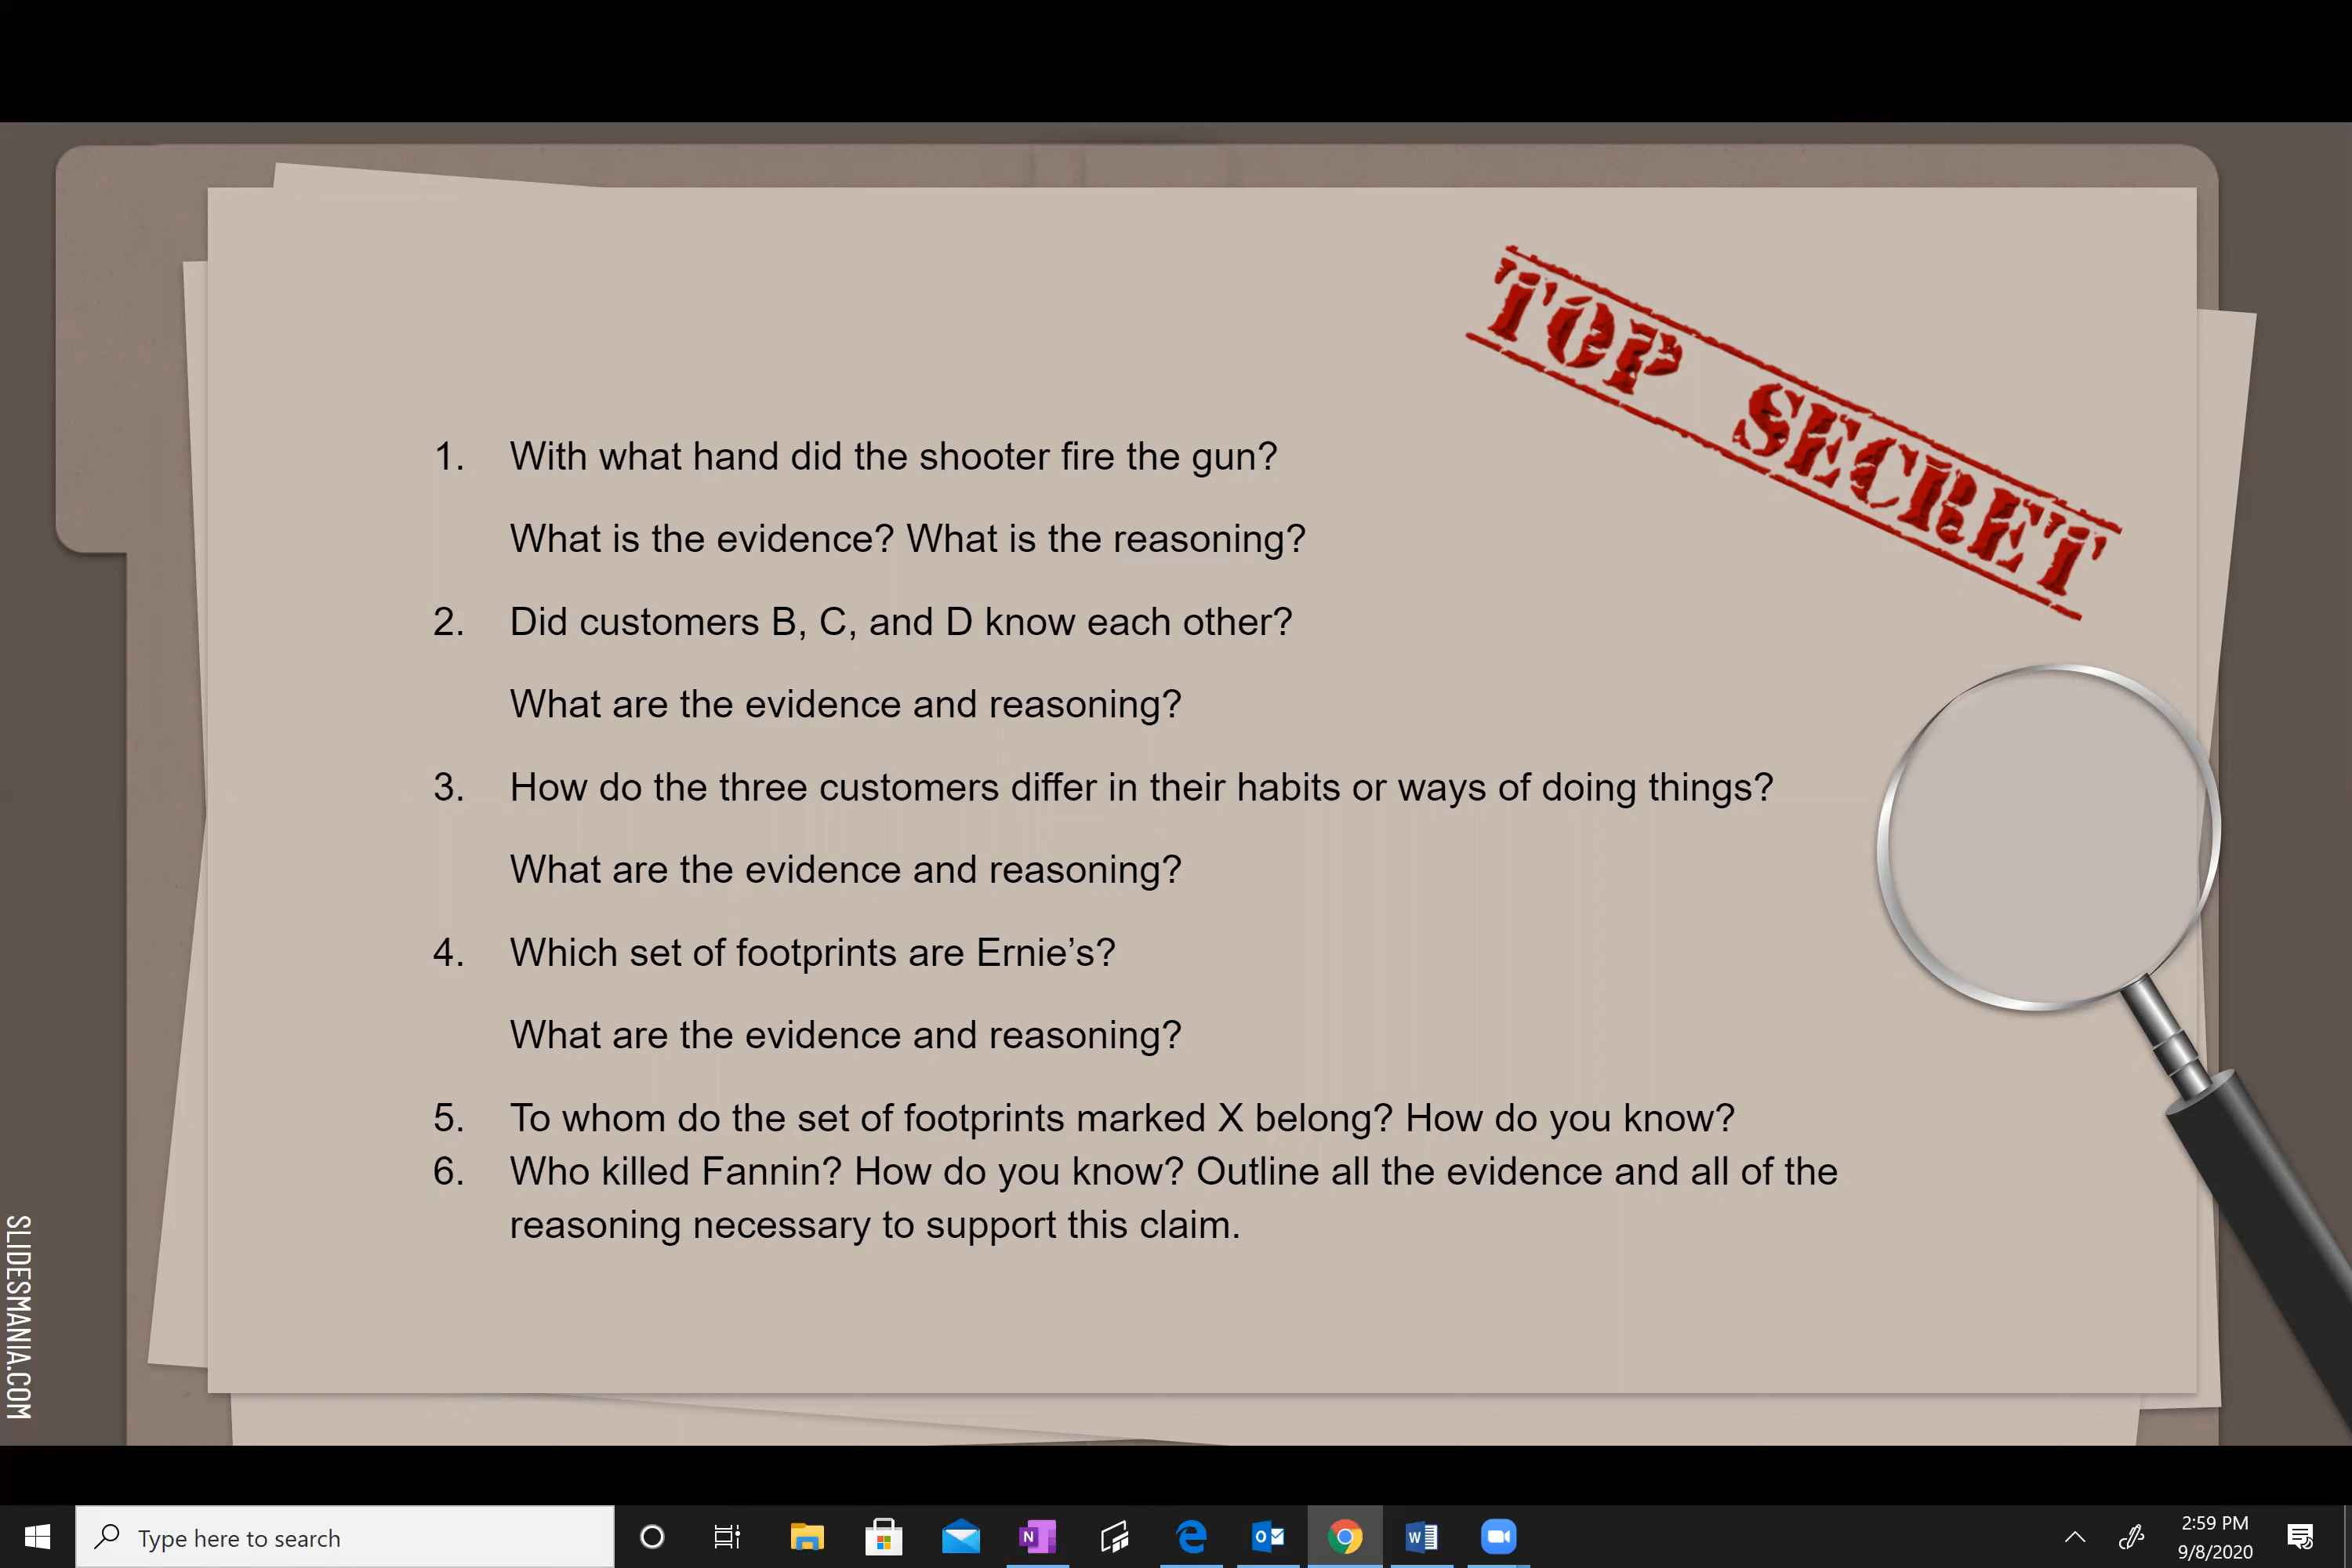 TOP SECRET
1. With what hand did the shooter fire the gun?
What is the evidence? What is the reasoning?
2. Did customers B, C, and D know each other?
What are the evidence and reasoning?
3. How do the three customers differ in their habits or ways of doing things?
What are the evidence and reasoning?
4. Which set of footprints are Ernie’s?
What are the evidence and reasoning?
5. To whom do the set of footprints marked X belong? How do you know?
6. Who killed Fannin? How do you know? Outline all the evidence and all of the
reasoning necessary to support this claim.
SLIDESMANIA.COM
Type here to search
N
O
W
2:59 PM
9/8/2020